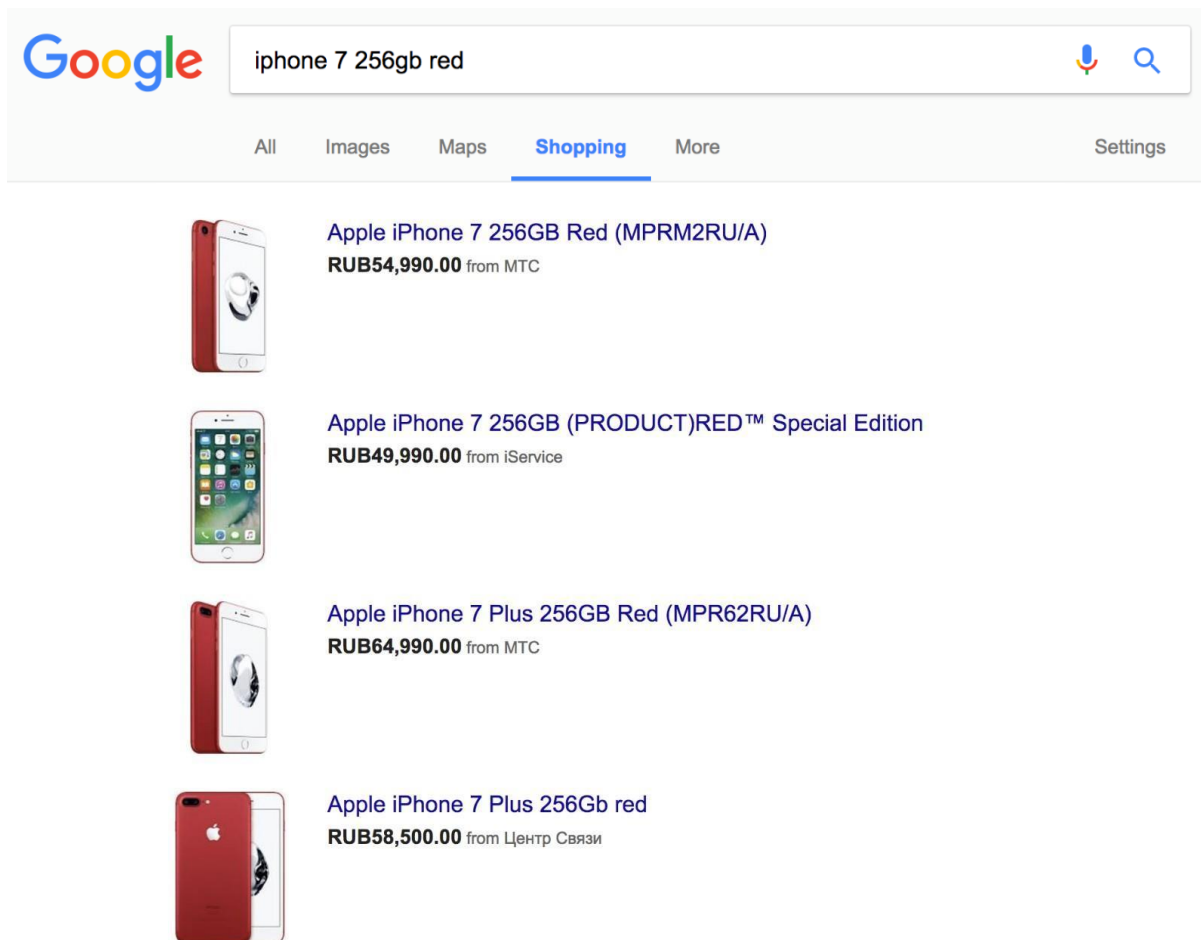 Google
iphone 7 256gb red
All Images Maps Shopping More Settings
Apple iPhone 7 256GB Red (MPRM2RU/A)
RUB54,990.00 from МТС
Apple iPhone 7 256GB (PRODUCT)RED™ Special Edition
RUB49,990.00 from iService
Apple iPhone 7 Plus 256GB Red (MPR62RU/A)
RUB64,990.00 from МТС
Apple iPhone 7 Plus 256Gb red
RUB58,500.00 from Центр Связи